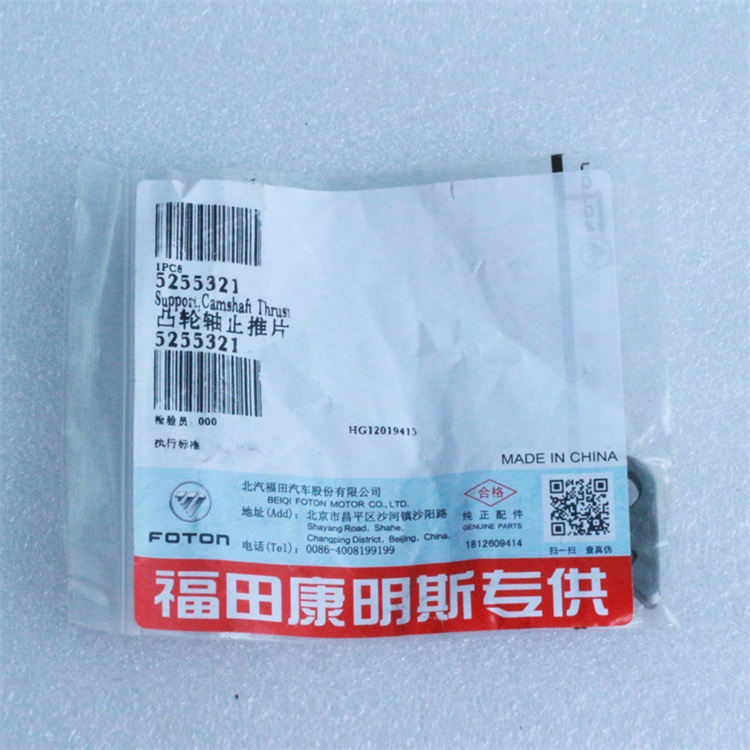 1PCS
5255321
Support,Camshaft Thrust
凸轮轴止推片
5255321
检验员: 000
HG12019415
执行标准
MADE IN CHINA
FOTON
北汽福田汽车股份有限公司
BEIQI FOTON MOTOR CO., LTD.
地址(Add): 北京市昌平区沙河镇沙阳路
Shayang Road, Shahe,
Changping District, Beijing, China.
电话(Tel): 0086-4008199199
合格
纯正配件
GENUINE PARTS
1812609414
扫一扫 查真伪
福田康明斯专供